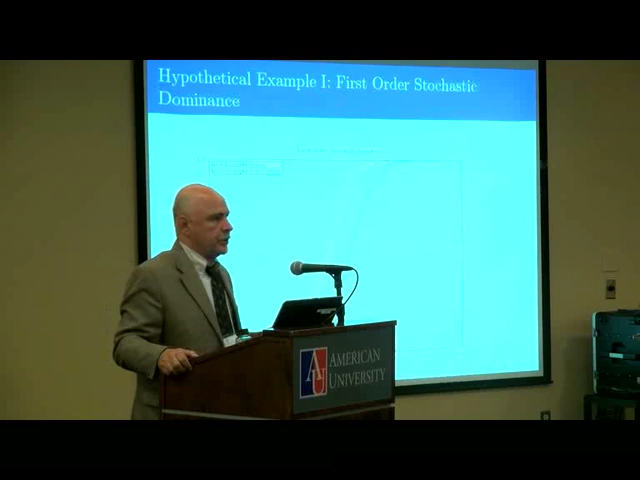 Hypothetical Example I: First Order Stochastic
Dominance
AMERICAN
UNIVERSITY